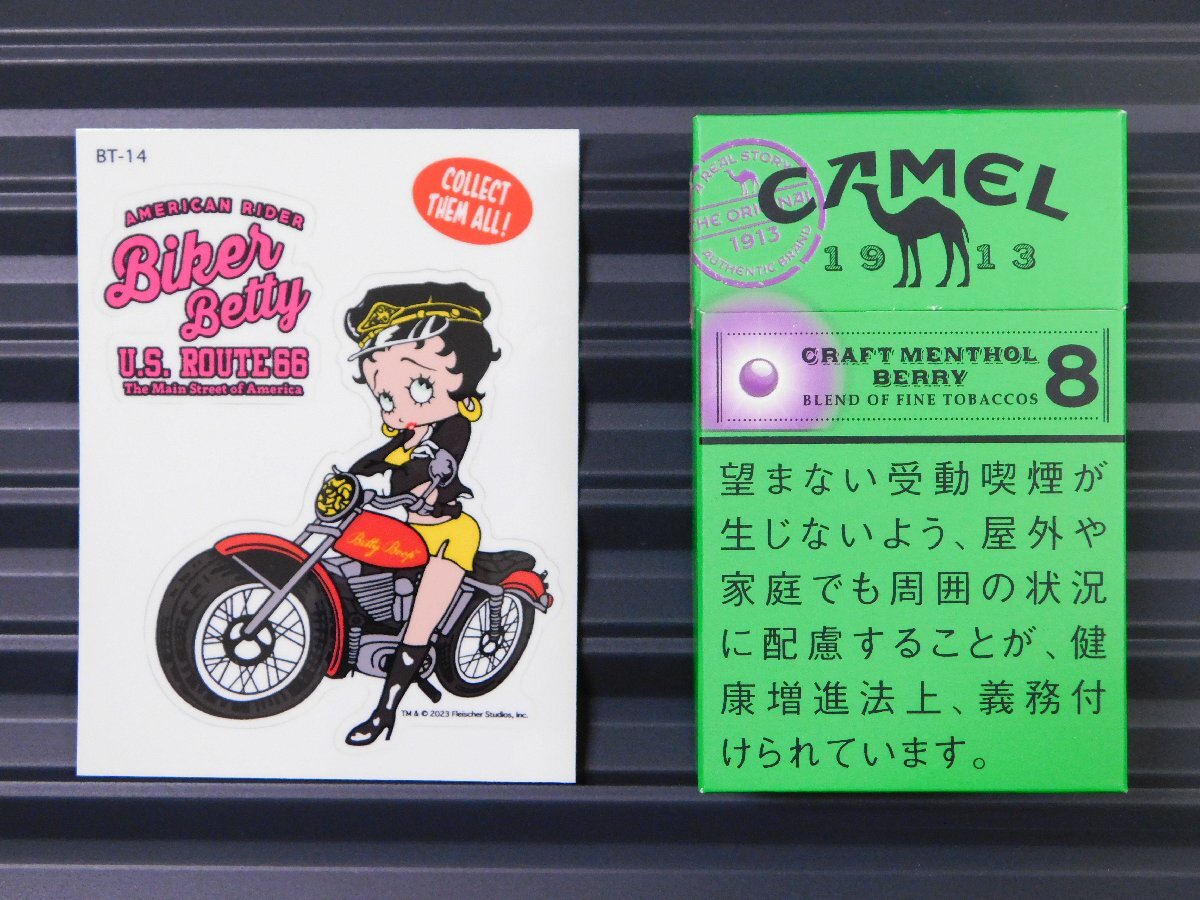 BT-14
COLLECT
THEM ALL!
AMERICAN RIDER
Biker
Betty
U.S. ROUTE 66
The Main Street of America
Betty Boop
TM & © 2023 Fleischer Studios, Inc.
A REAL STORY
THE ORIGINAL
1913
AUTHENTIC BRAND
CAMEL
1913
CRAFT MENTHOL
BERRY
8
BLEND OF FINE TOBACCOS
望まない受動喫煙が
生じないよう、屋外や
家庭でも周囲の状況
に配慮することが、健
康増進法上、義務付
けられています。